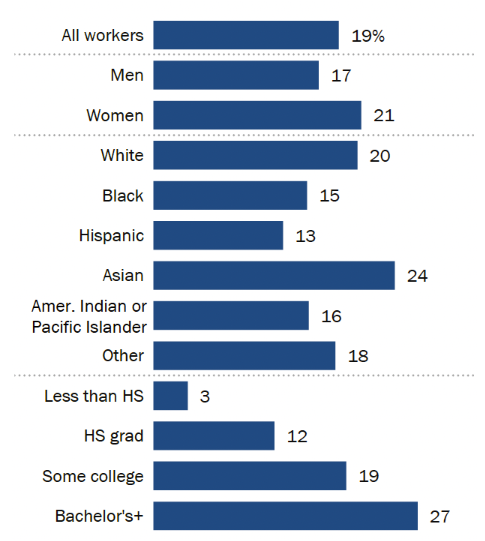 All workers 19%
Men 17
Women 21
White 20
Black 15
Hispanic 13
Asian 24
Amer. Indian or
Pacific Islander 16
Other 18
Less than HS 3
HS grad 12
Some college 19
Bachelor's+ 27